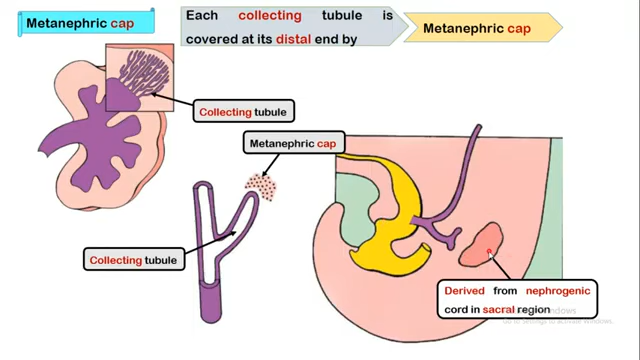 Metanephric cap
Each collecting tubule is
covered at its distal end by
Metanephric cap
Collecting tubule
Metanephric cap
Collecting tubule
Derived from nephrogenic
cord in sacral region